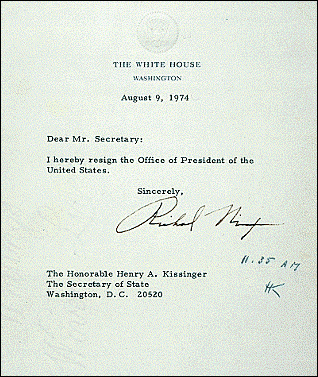 THE WHITE HOUSE
WASHINGTON
August 9, 1974
Dear Mr. Secretary:
I hereby resign the Office of President of the
United States.
Sincerely,
Richard Nixon
11.35 AM
HK
The Honorable Henry A. Kissinger
The Secretary of State
Washington, D.C. 20520